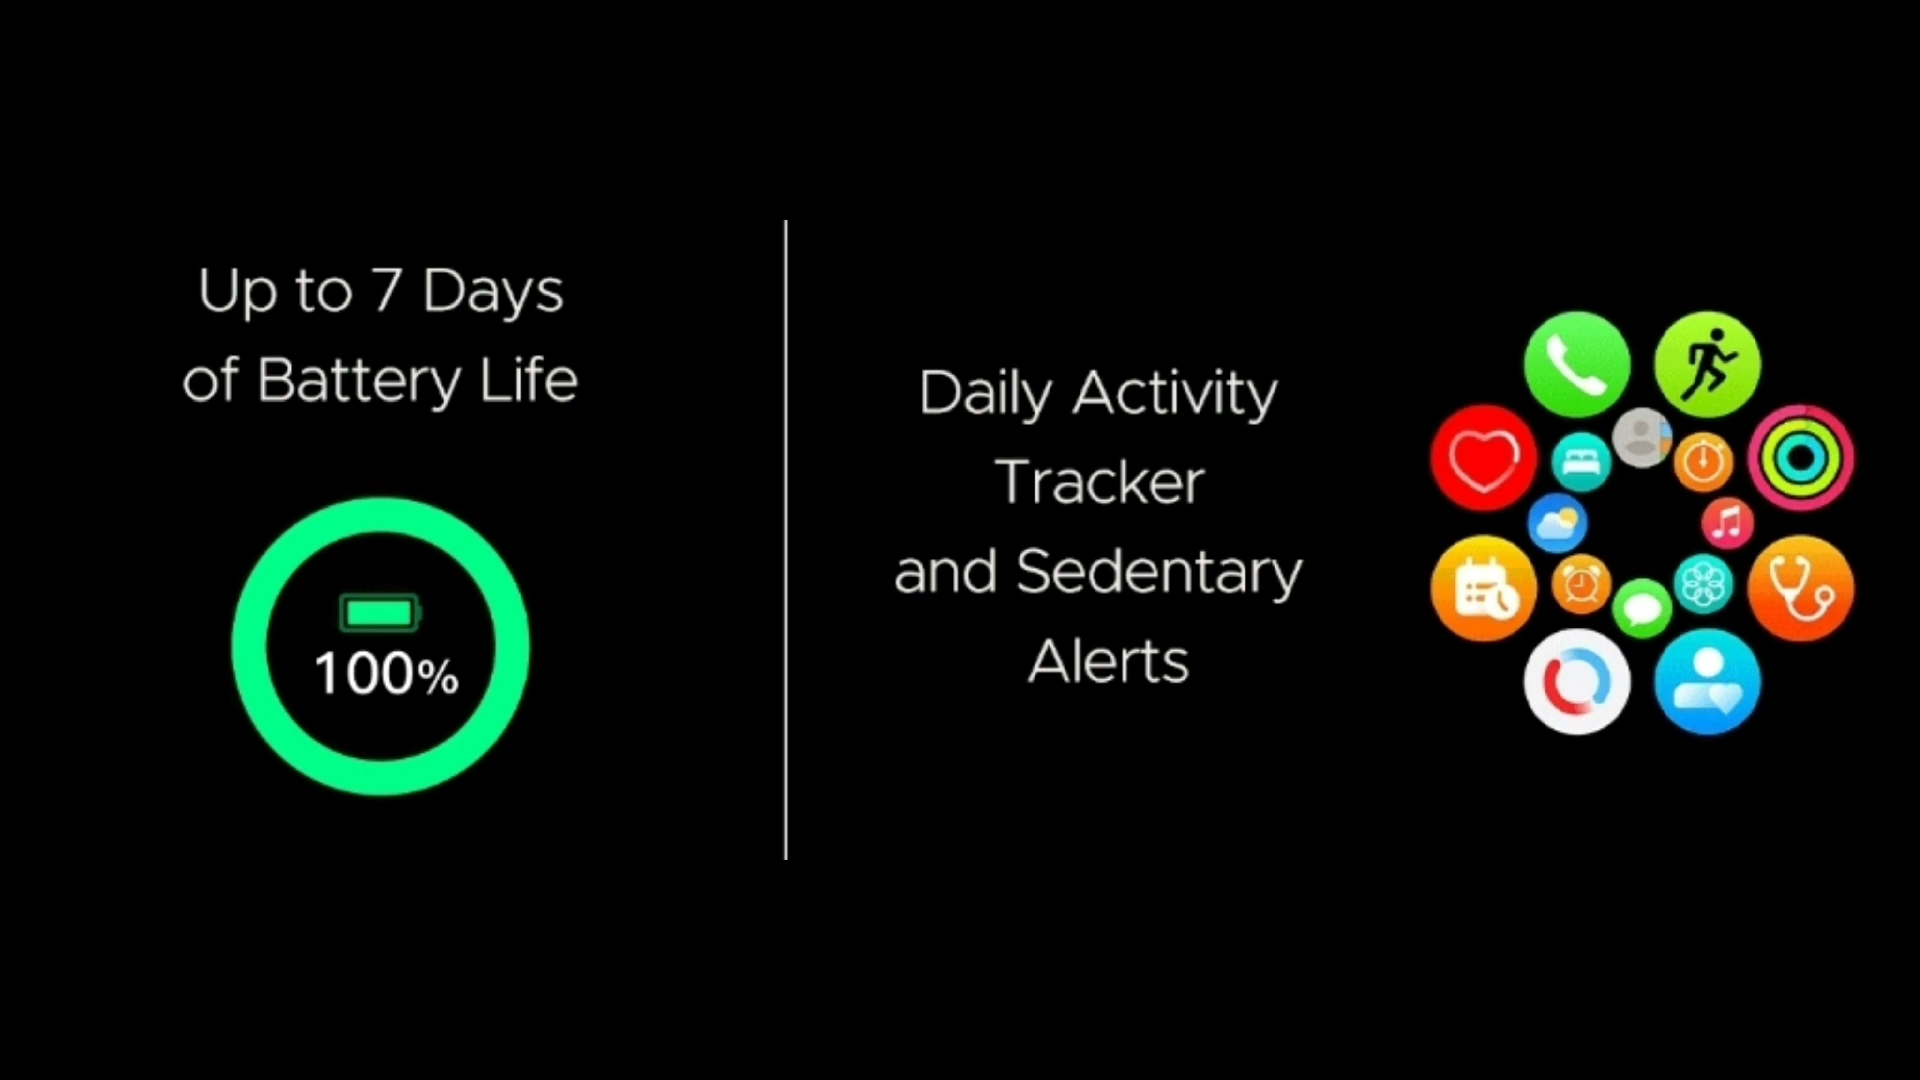 Up to 7 Days
of Battery Life
100%
Daily Activity
Tracker
and Sedentary
Alerts